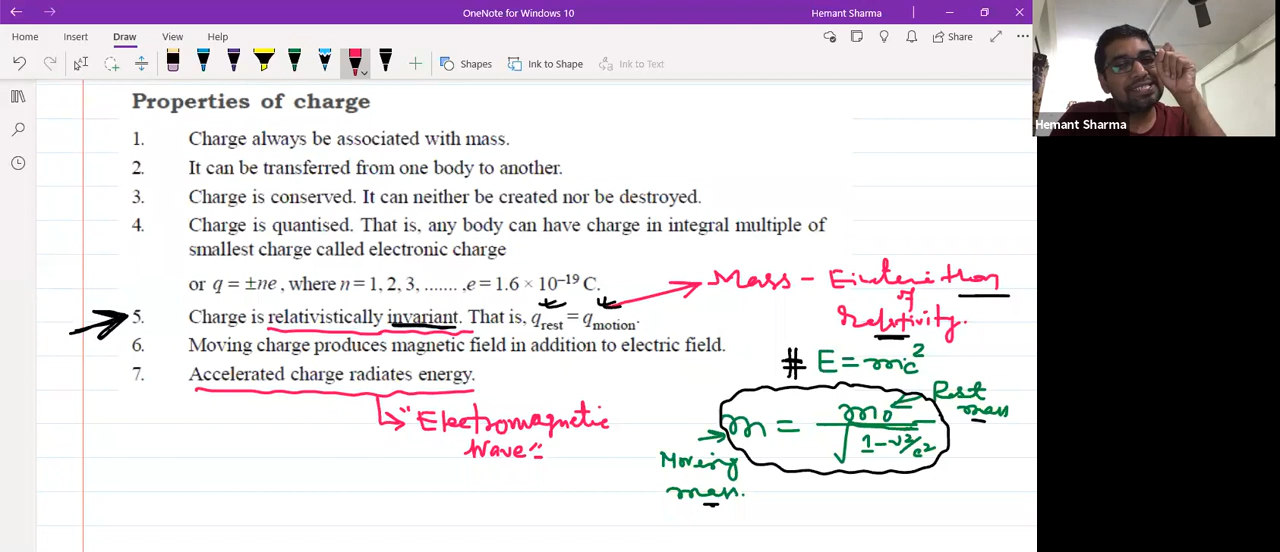 OneNote for Windows 10
Hemant Sharma
Home Insert Draw View Help
Share
Shapes Ink to Shape Ink to Text
Properties of charge
1. Charge always be associated with mass.
2. It can be transferred from one body to another.
3. Charge is conserved. It can neither be created nor be destroyed.
4. Charge is quantised. That is, any body can have charge in integral multiple of
smallest charge called electronic charge
or q = ±ne, where n = 1, 2, 3, ....... ,e = 1.6 × 10⁻¹⁹ C.
5. Charge is relativistically invariant. That is, q_rest = q_motion.
6. Moving charge produces magnetic field in addition to electric field.
7. Accelerated charge radiates energy.
→ "Electromagnetic
Wave"
Mass –
of
Relativity.
# E = mc²
m = m₀ / √(1 – v²/c²)
Rest
mass
Moving
mass.
Hemant Sharma